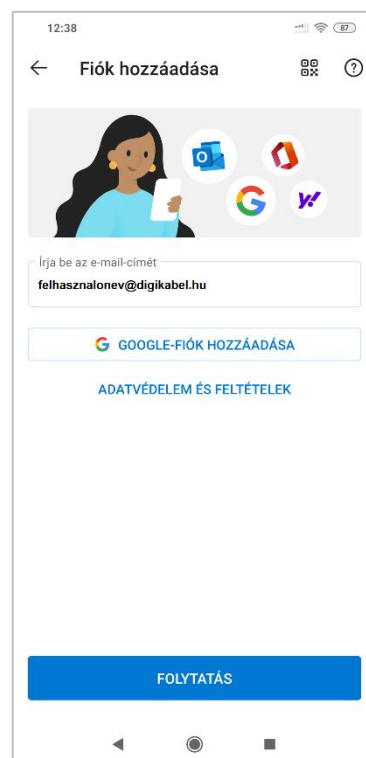 12:38
87
Fiók hozzáadása
Írja be az e-mail-címét
felhasznalonev@digikabel.hu
GOOGLE-FIÓK HOZZÁADÁSA
ADATVÉDELEM ÉS FELTÉTELEK
FOLYTATÁS